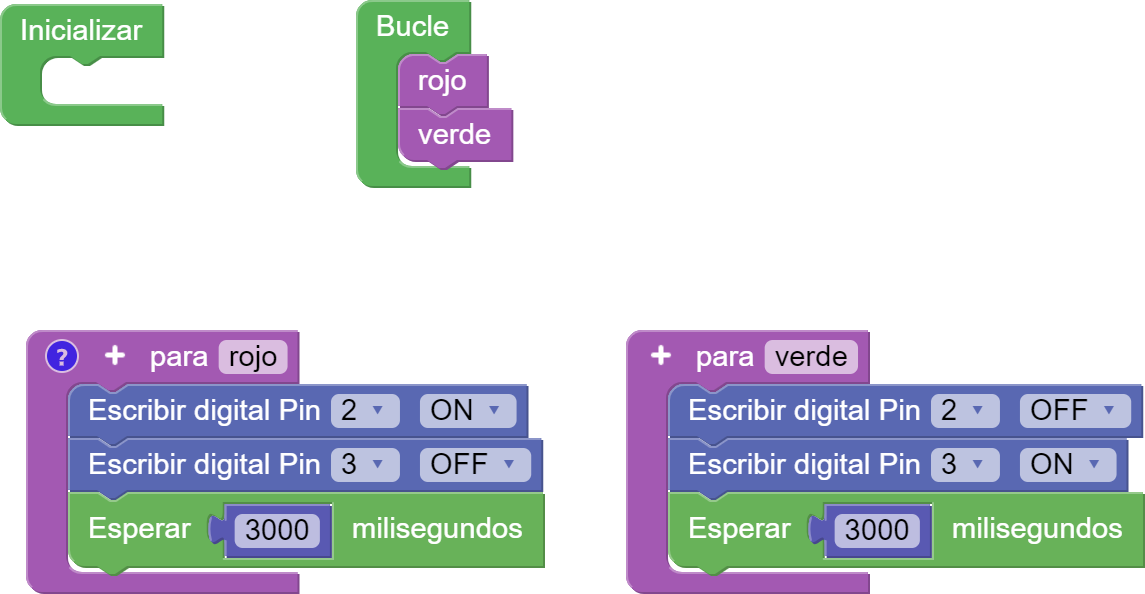 Inicializar
Bucle
rojo
verde
? + para rojo
Escribir digital Pin 2 ON
Escribir digital Pin 3 OFF
Esperar 3000 milisegundos
+ para verde
Escribir digital Pin 2 OFF
Escribir digital Pin 3 ON
Esperar 3000 milisegundos